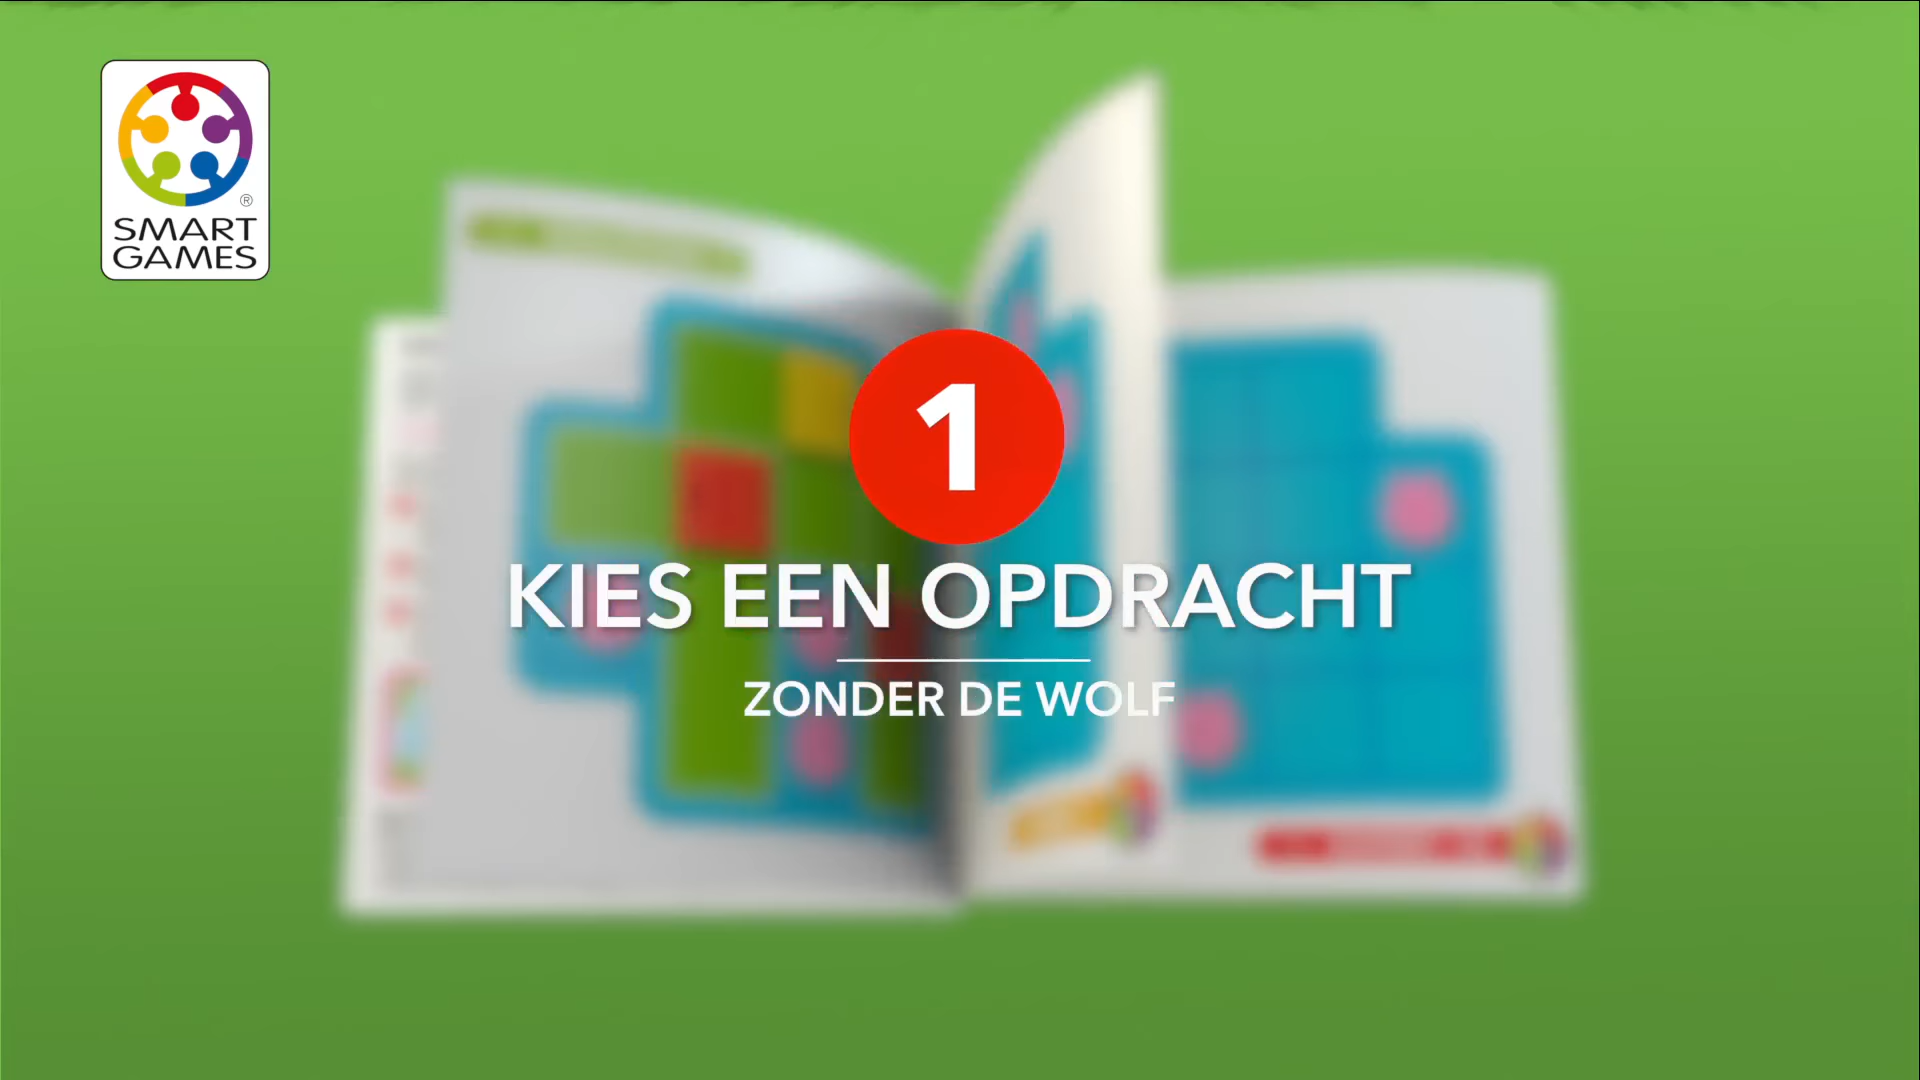 SMART
GAMES
®
1
KIES EEN OPDRACHT
ZONDER DE WOLF